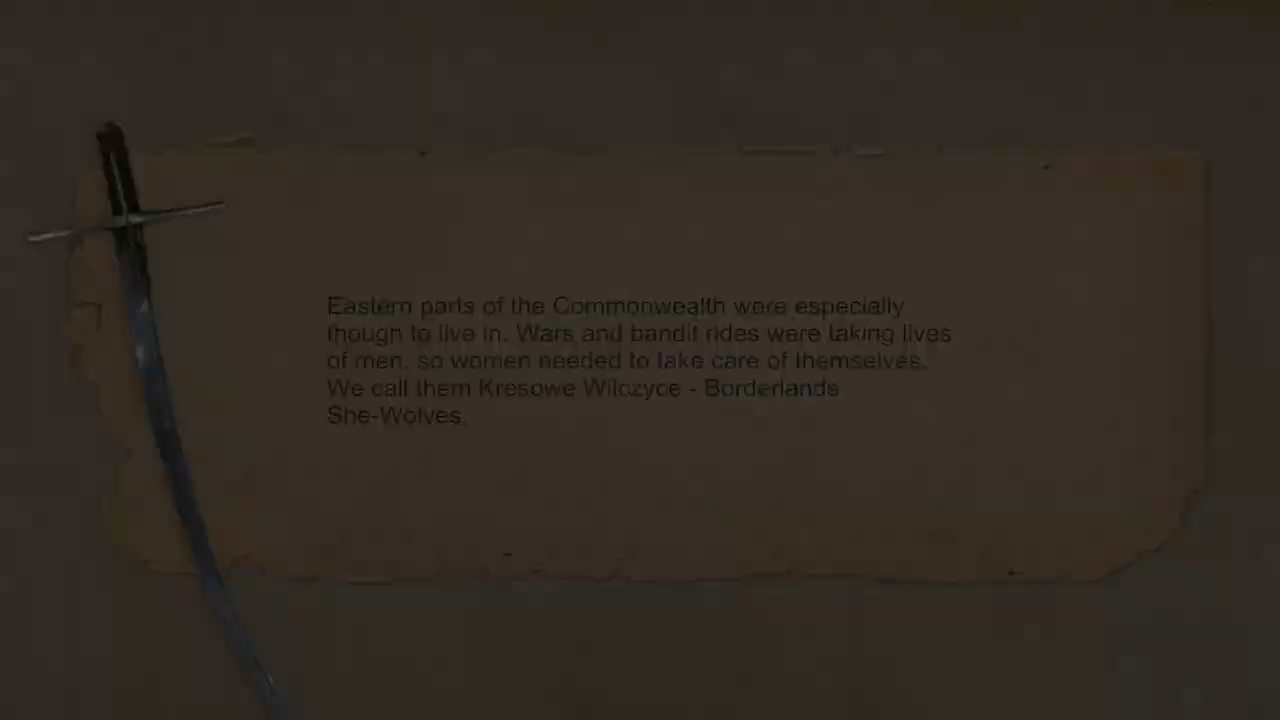 Eastern parts of the Commonwealth were especially
though to live in. Wars and bandit rides were taking lives
of men, so women needed to take care of themselves.
We call them Kresowe Wilczyce - Borderlands
She-Wolves.